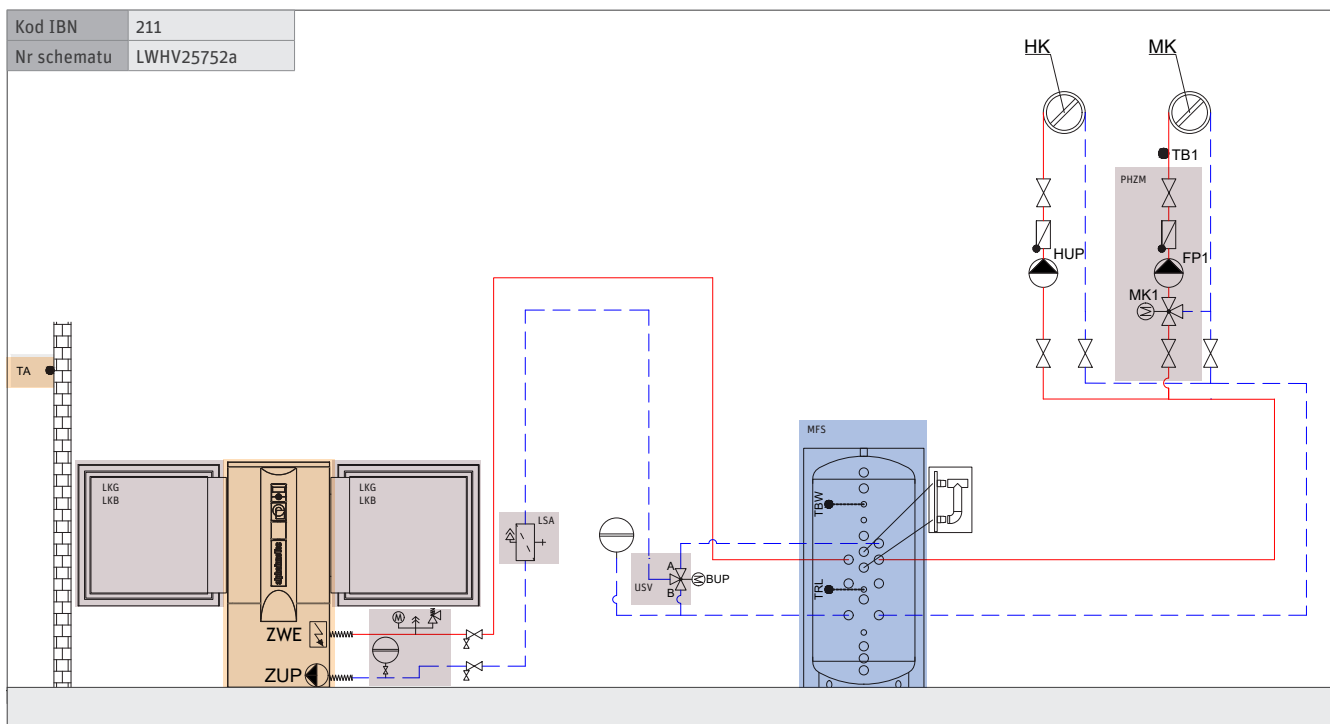 Kod IBN 211
Nr schematu LWHV25752a
HK MK
TB1
PHZM
HUP FP1
MK1
TA
MFS
LKG
LKB
LKG
LKB
TBW
LSA
A
USV BUP
B
TRL
M
M
M
ZWE
ZUP